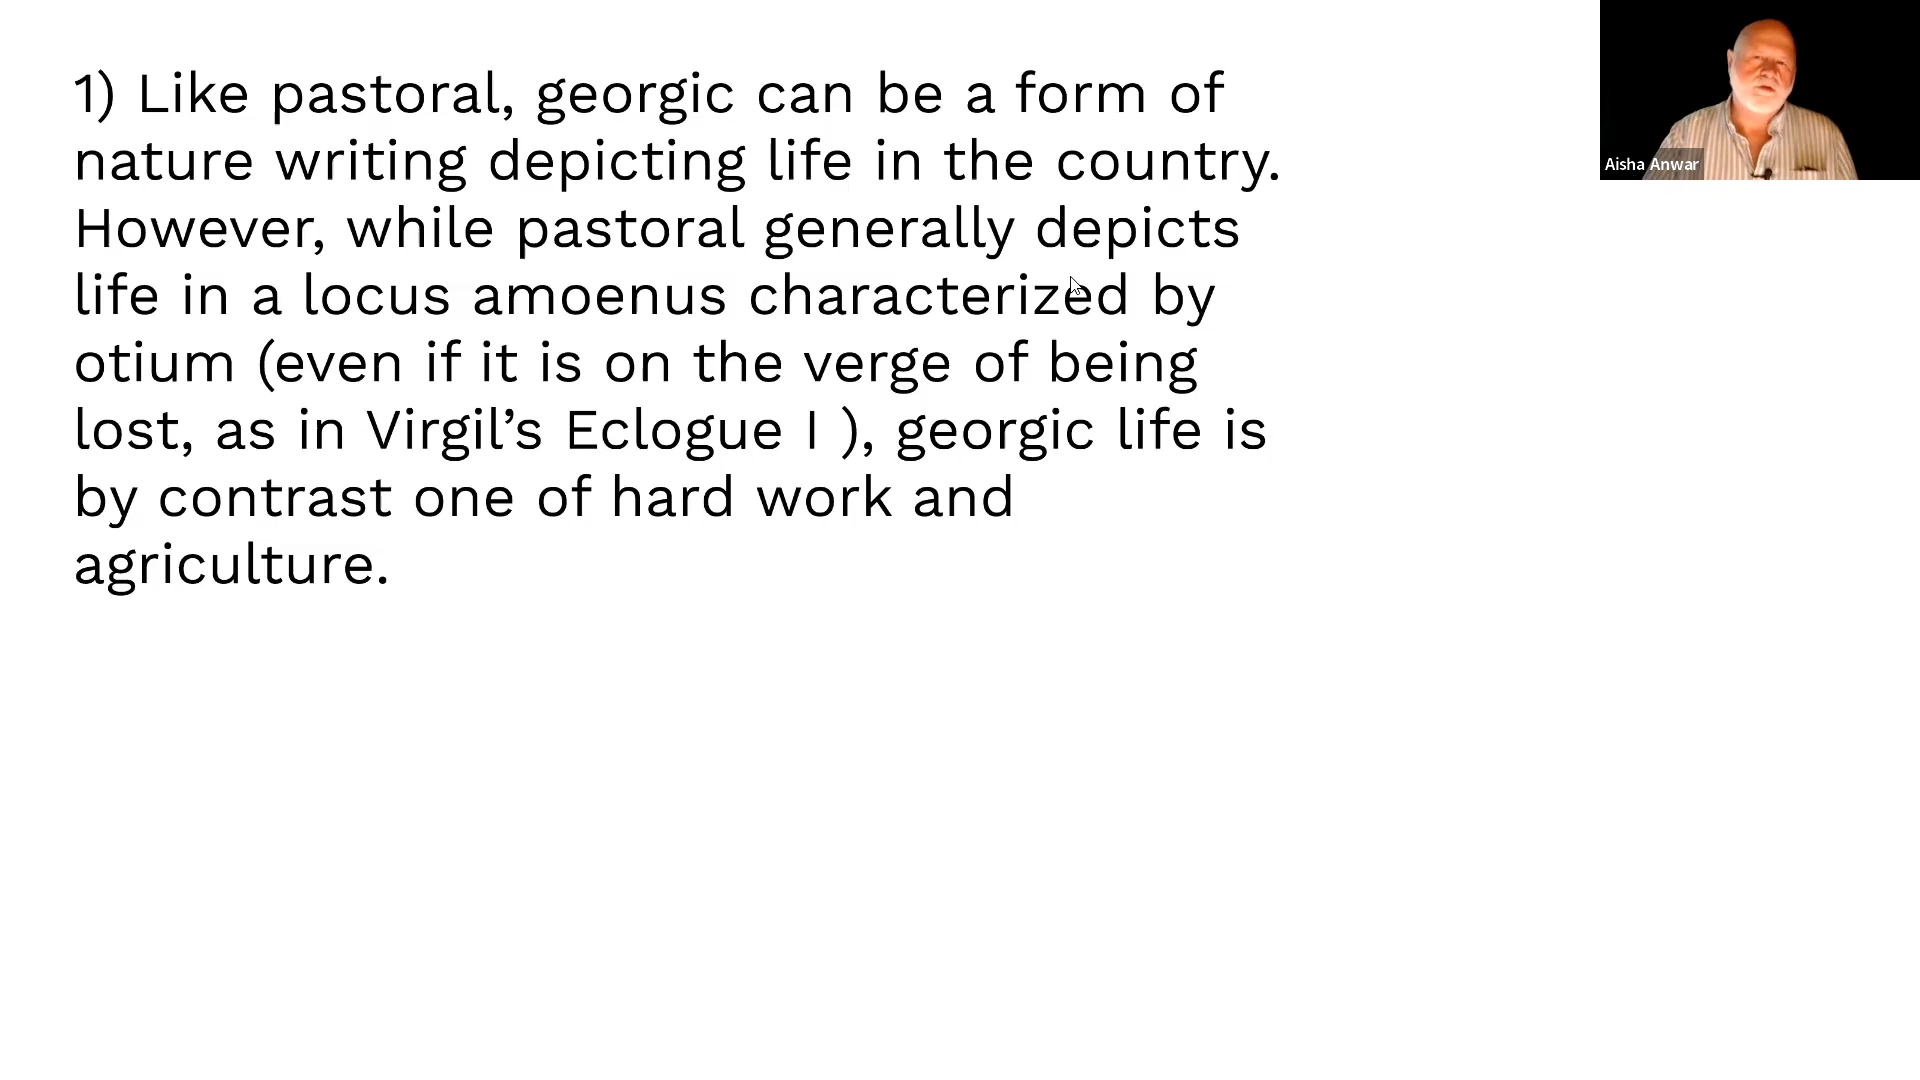 1) Like pastoral, georgic can be a form of
nature writing depicting life in the country.
However, while pastoral generally depicts
life in a locus amoenus characterized by
otium (even if it is on the verge of being
lost, as in Virgil’s Eclogue I ), georgic life is
by contrast one of hard work and
agriculture.
Aisha Anwar